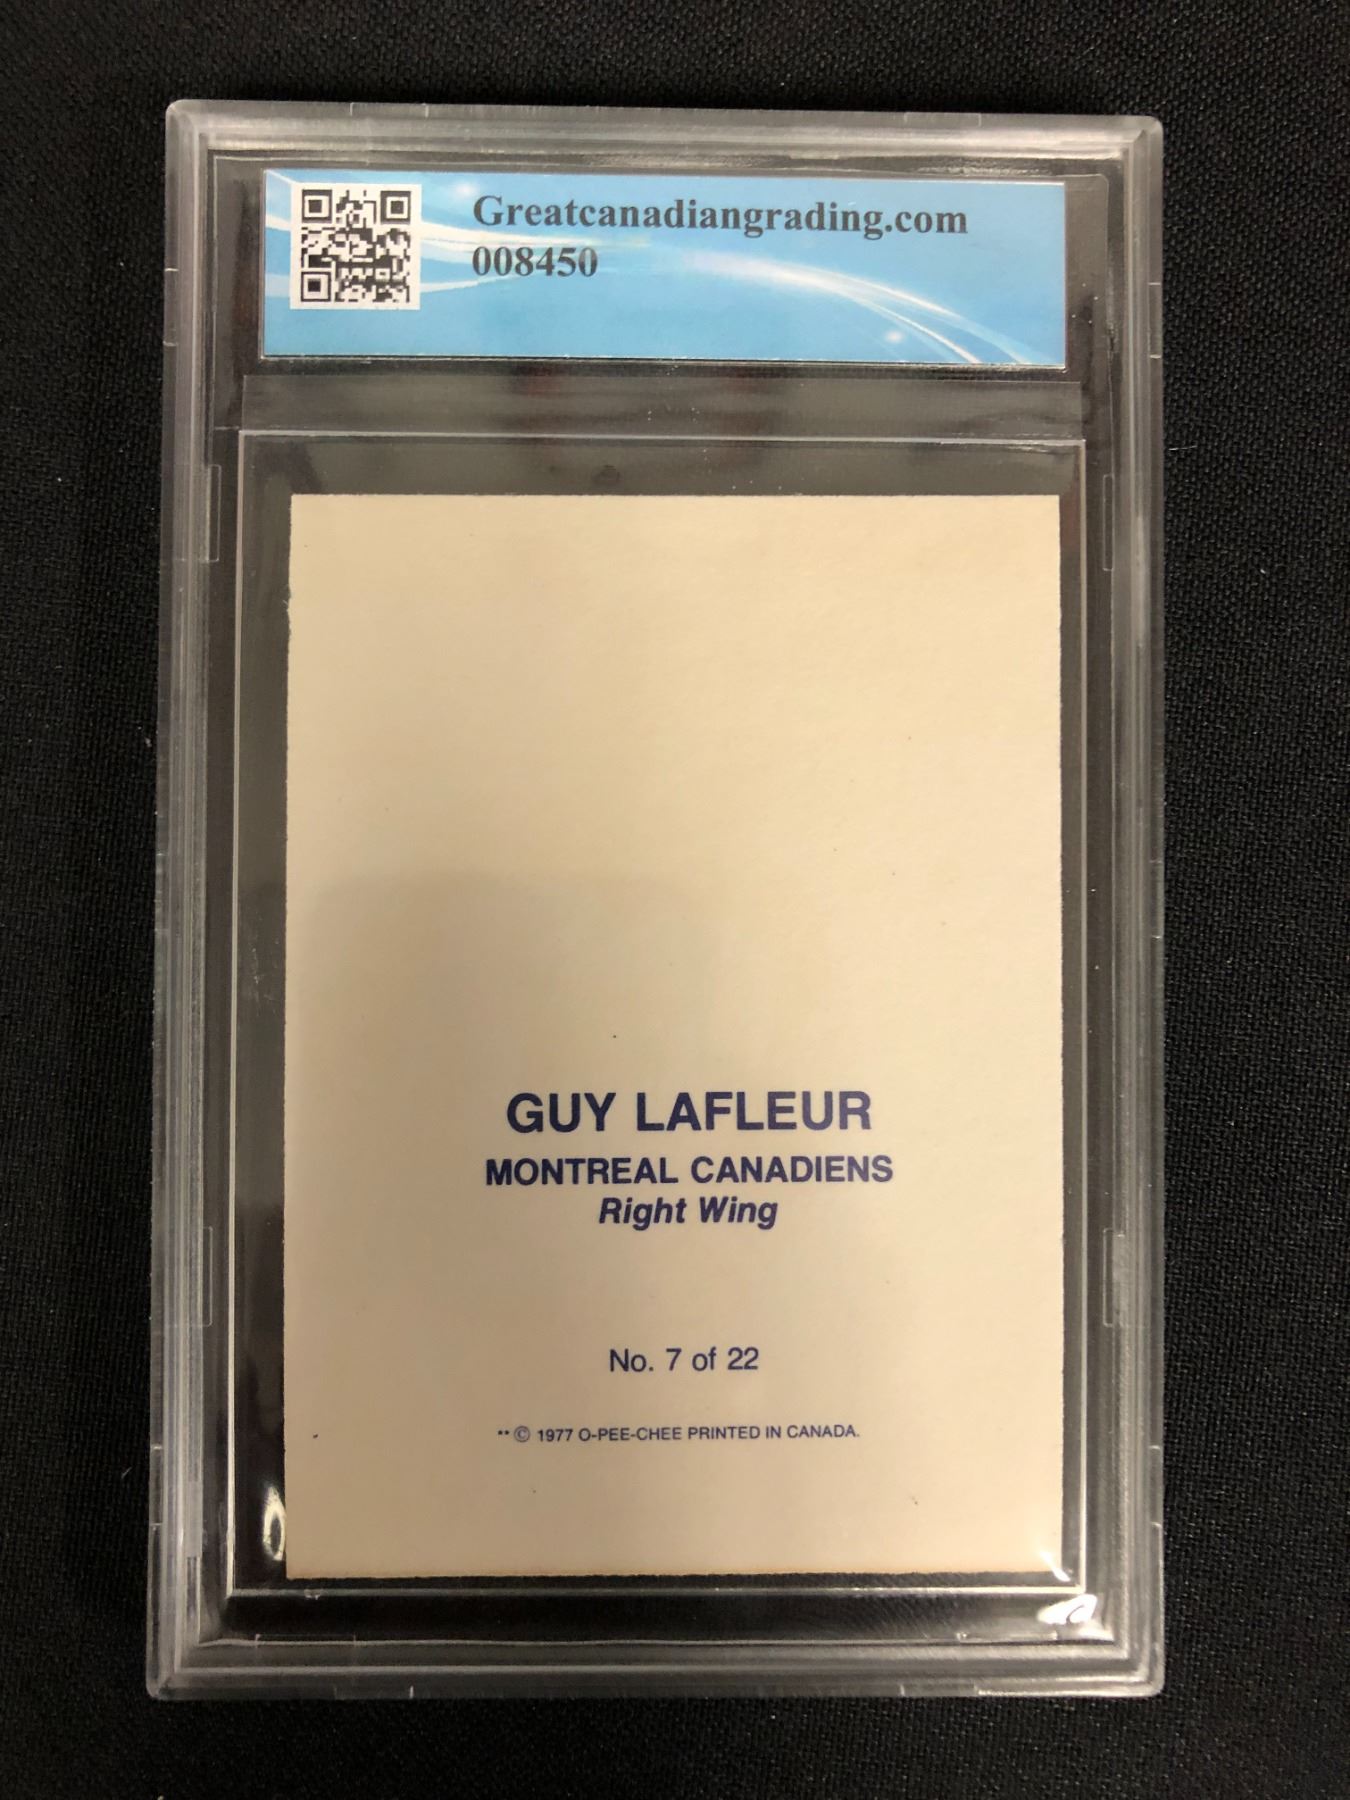 Greatcanadiangrading.com
008450
GUY LAFLEUR
MONTREAL CANADIENS
Right Wing
No. 7 of 22
** © 1977 O-PEE-CHEE PRINTED IN CANADA.